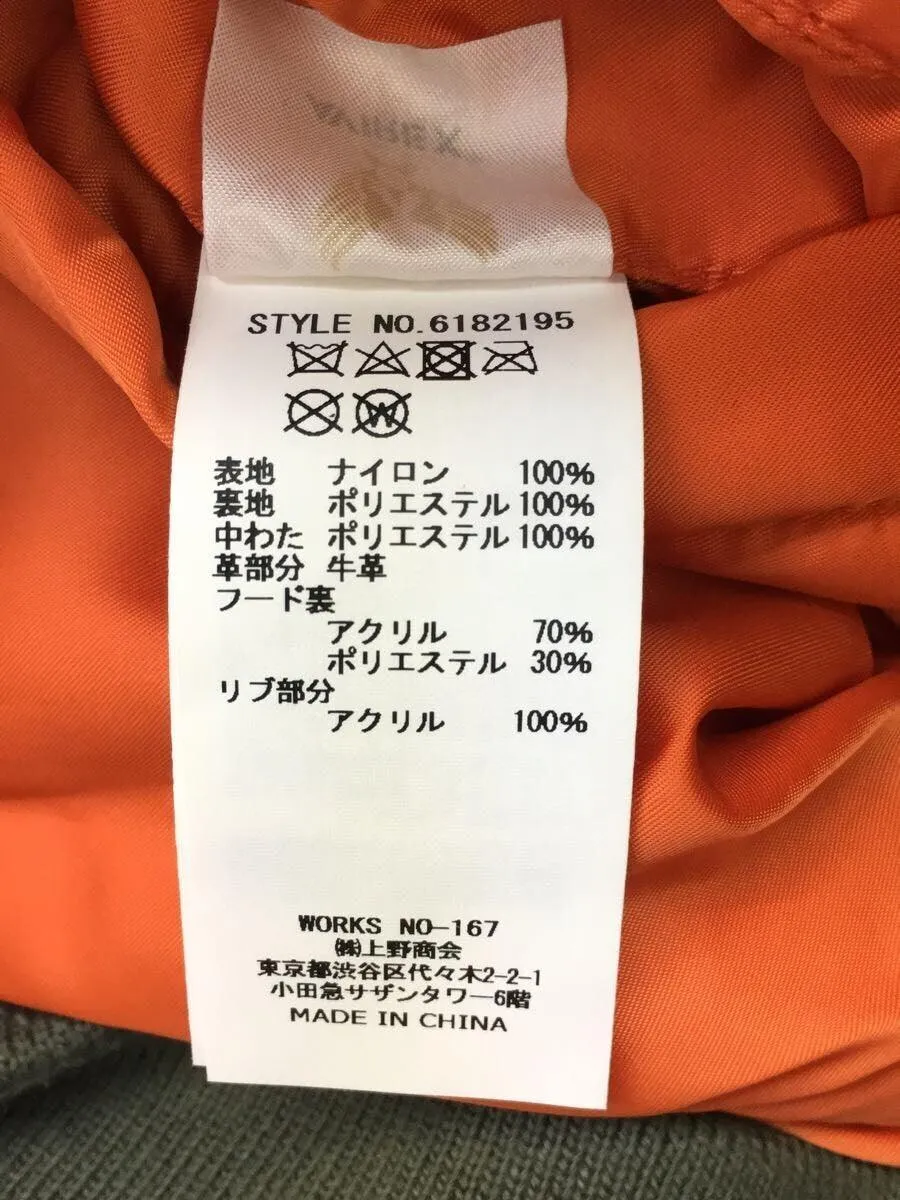 STYLE NO.6182195
表地 ナイロン 100%
裏地 ポリエステル 100%
中わた ポリエステル 100%
革部分 牛革
フード裏
アクリル 70%
ポリエステル 30%
リブ部分
アクリル 100%
WORKS NO-167
㈱上野商会
東京都渋谷区代々木2-2-1
小田急サザンタワー6階
MADE IN CHINA